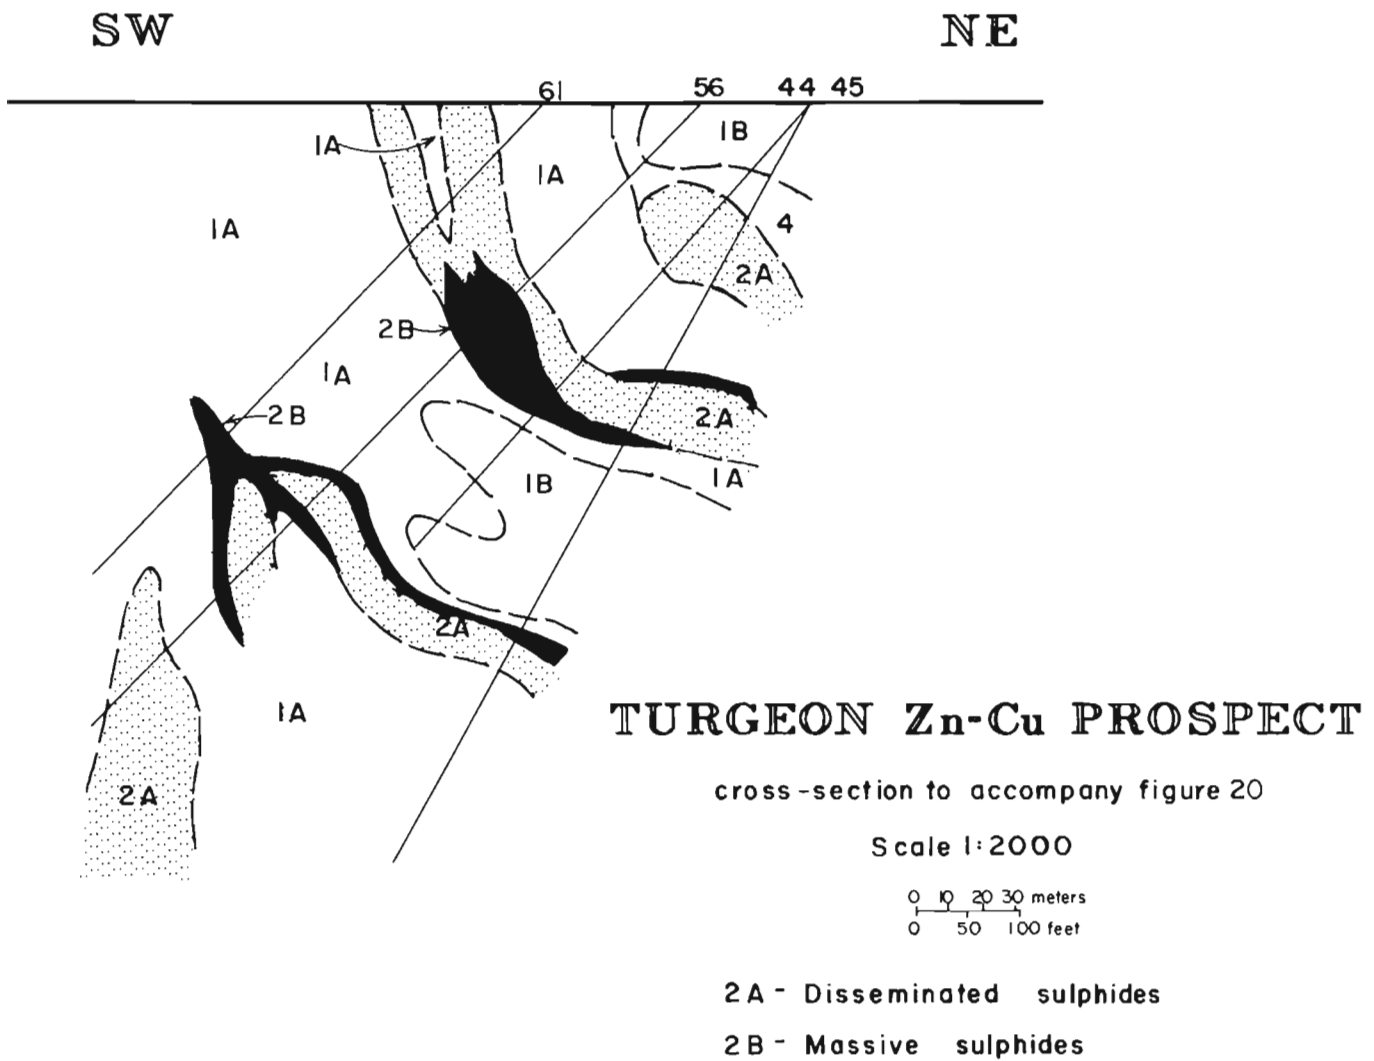 SW NE
61 56 44 45
1B
1A
1A
1A
4
2A
2B
1A
2B
2A
1A
1B
2A
1A
2A
TURGEON Zn-Cu PROSPECT
cross-section to accompany figure 20
Scale 1:2000
0 10 20 30 meters
0 50 100 feet
2A - Disseminated sulphides
2B - Massive sulphides